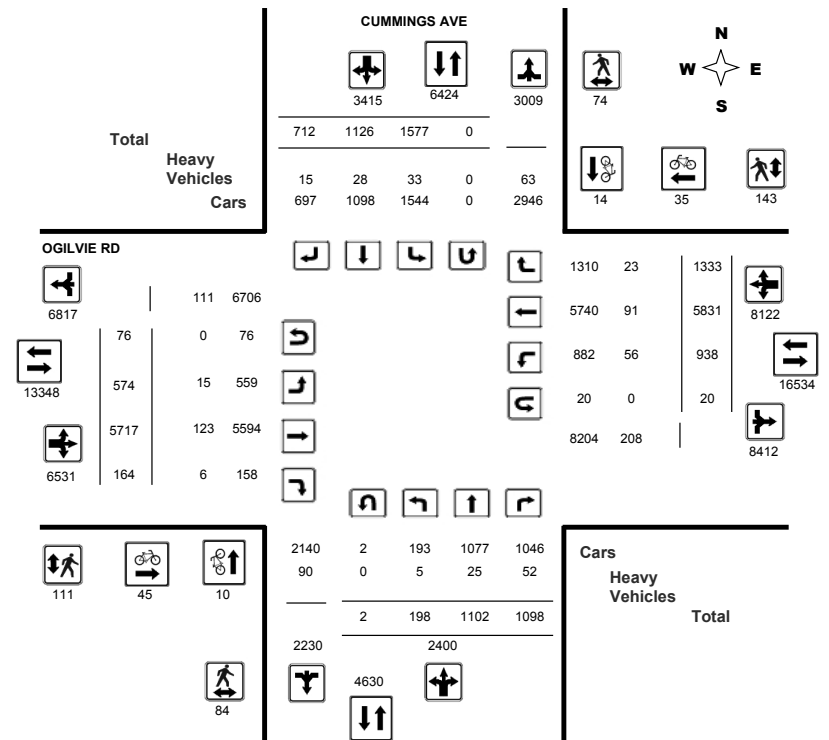 CUMMINGS AVE
N
W E
S
3415 6424 3009 74
Total 712 1126 1577 0
Heavy
Vehicles 15 28 33 0 63
Cars 697 1098 1544 0 2946
14 35 143
OGILVIE RD
6817 111 6706
1310 23 1333
76 0 76
5740 91 5831 8122
13348
574 15 559
882 56 938 16534
5717 123 5594
20 0 20
6531 164 6 158
8204 208 8412
2140 2 193 1077 1046
90 0 5 25 52
2 198 1102 1098
Cars
Heavy
Vehicles
Total
111 45 10
2230 2400
84 4630